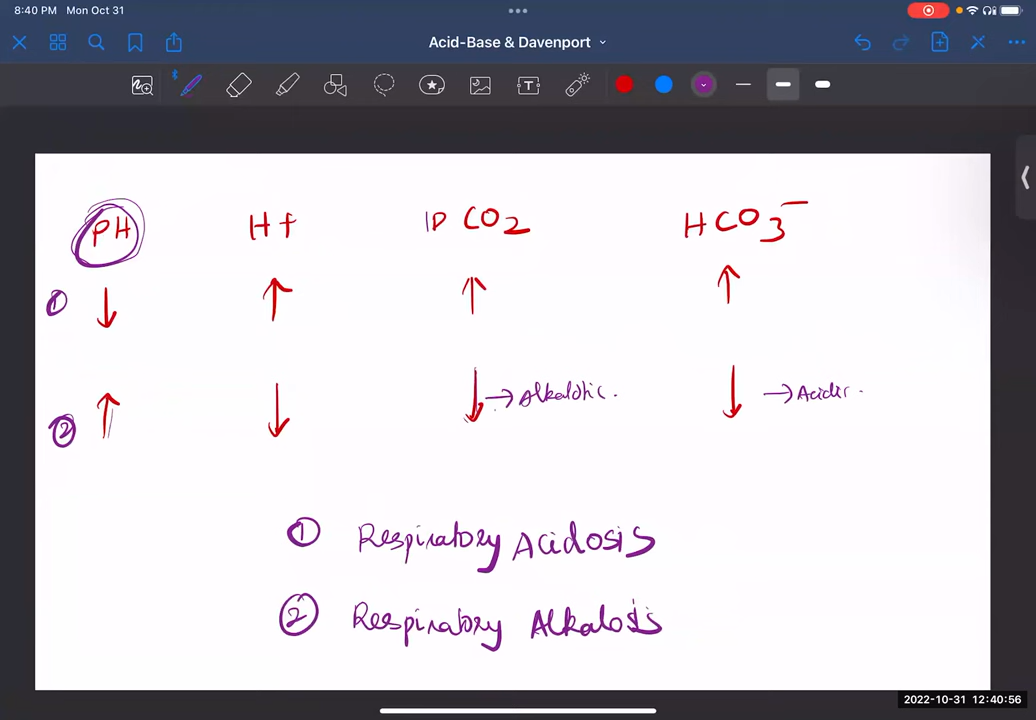 8:40 PM Mon Oct 31
Acid-Base & Davenport
T
PH H+ PCO2 HCO3-
① ↓ ↑ ↑ ↑
② ↑ ↓ ↓ → Alkalotic. ↓ → Acidic.
① Respiratory Acidosis
② Respiratory Alkalosis
2022-10-31 12:40:56